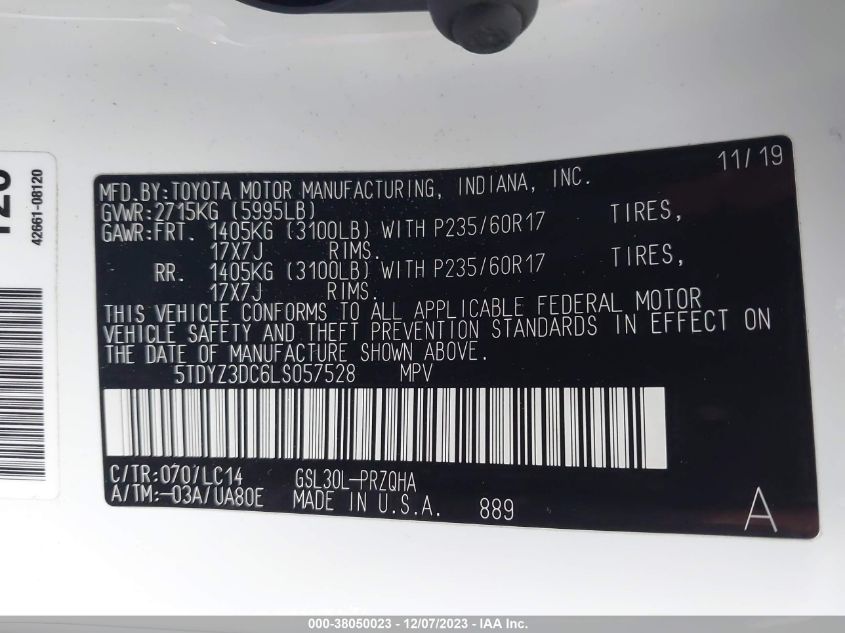 11/19
MFD.BY:TOYOTA MOTOR MANUFACTURING, INDIANA, INC.
GVWR:2715KG (5995LB)
GAWR:FRT. 1405KG (3100LB) WITH P235/60R17 TIRES,
17X7J RIMS.
RR. 1405KG (3100LB) WITH P235/60R17 TIRES,
17X7J RIMS.
THIS VEHICLE CONFORMS TO ALL APPLICABLE FEDERAL MOTOR
VEHICLE SAFETY AND THEFT PREVENTION STANDARDS IN EFFECT ON
THE DATE OF MANUFACTURE SHOWN ABOVE.
5TDYZ3DC6LS057528 MPV
C/TR:070/LC14 GSL30L-PRZQHA
A/TM:-03A/UA80E MADE IN U.S.A. 889
A
42661-08120
000-38050023 - 12/07/2023 - IAA Inc.